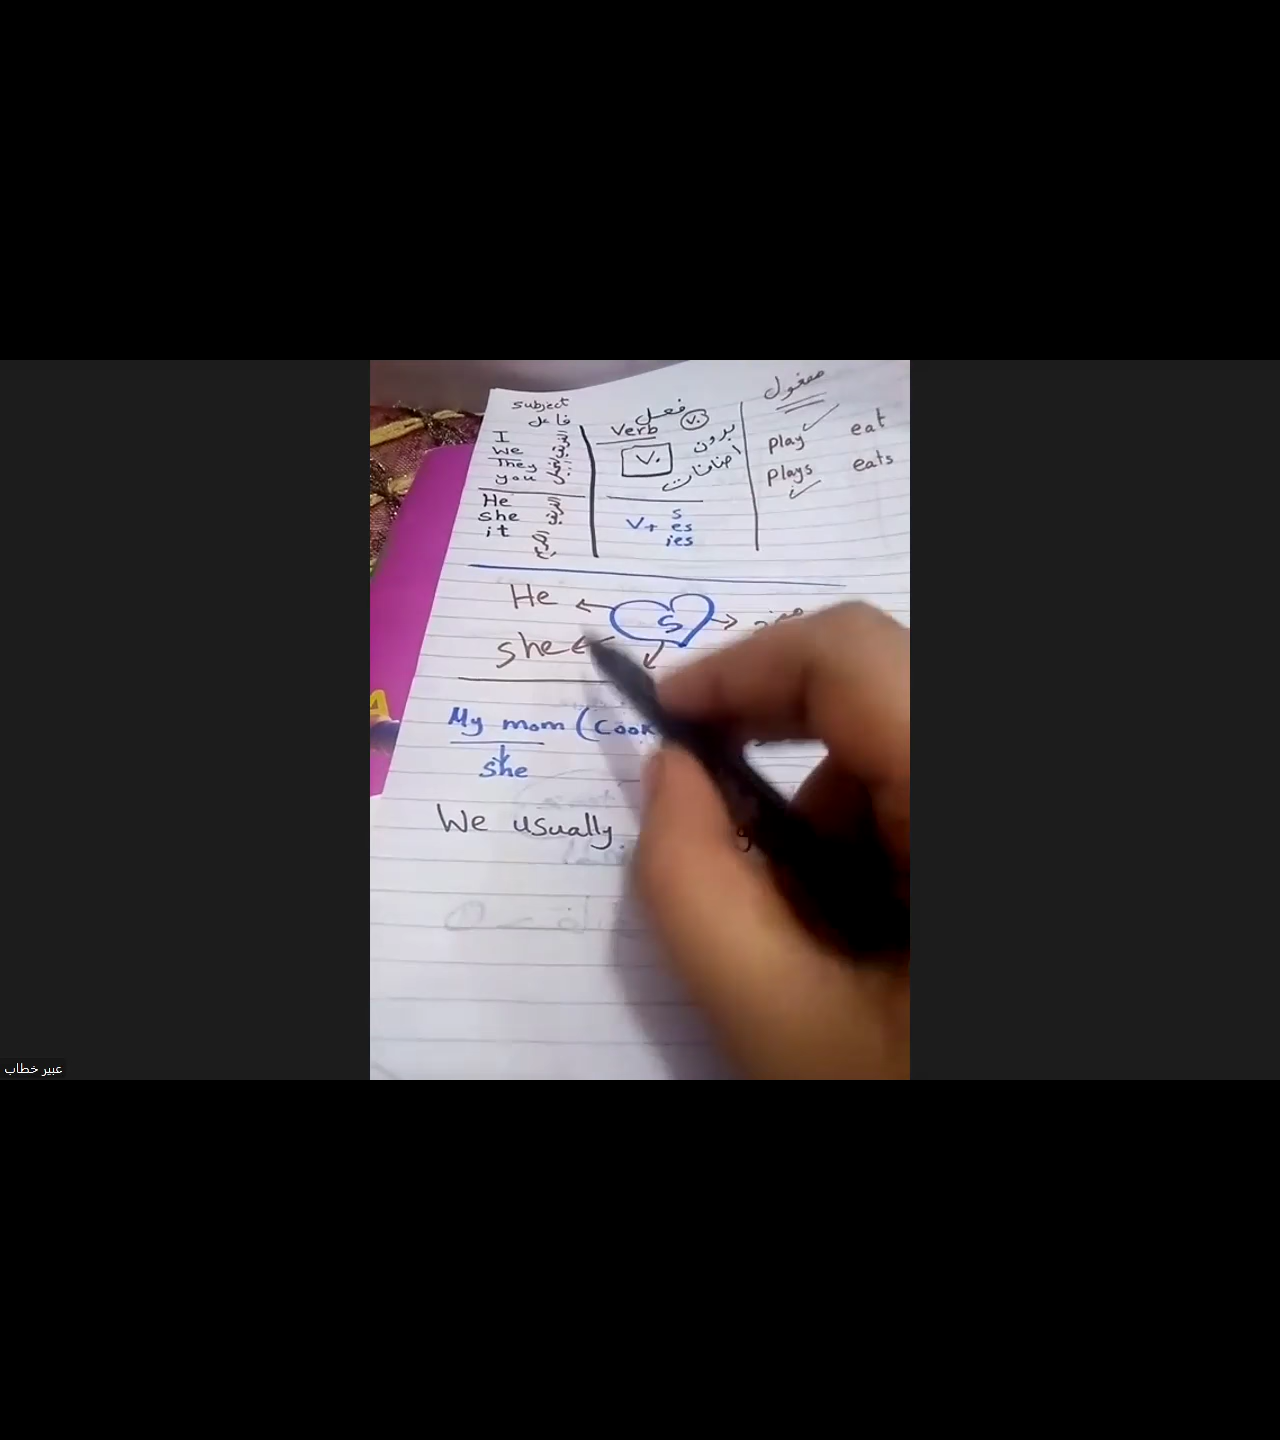 subject
فاعل
I
we
They
you
He
she
it
فعل
Verb V.
V.
بدون
اضافات
V+ s
es
ies
مفعول
play eat
plays eats
He
she
S
My mom (Cook
she
We usually
عبير خطاب